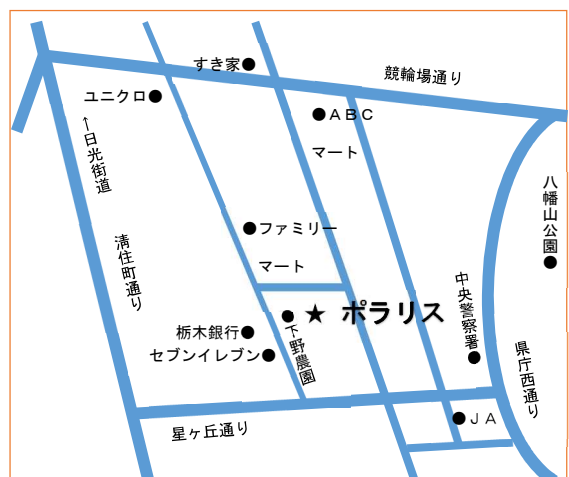 すき家●
競輪場通り
ユニクロ●
●ＡＢＣ
マート
↑日光街道
八幡山公園●
●ファミリー
マート
清住町通り
中央警察署●
★ ポラリス
●下野農園
栃木銀行●
セブンイレブン●
県庁西通り
星ヶ丘通り
●ＪＡ